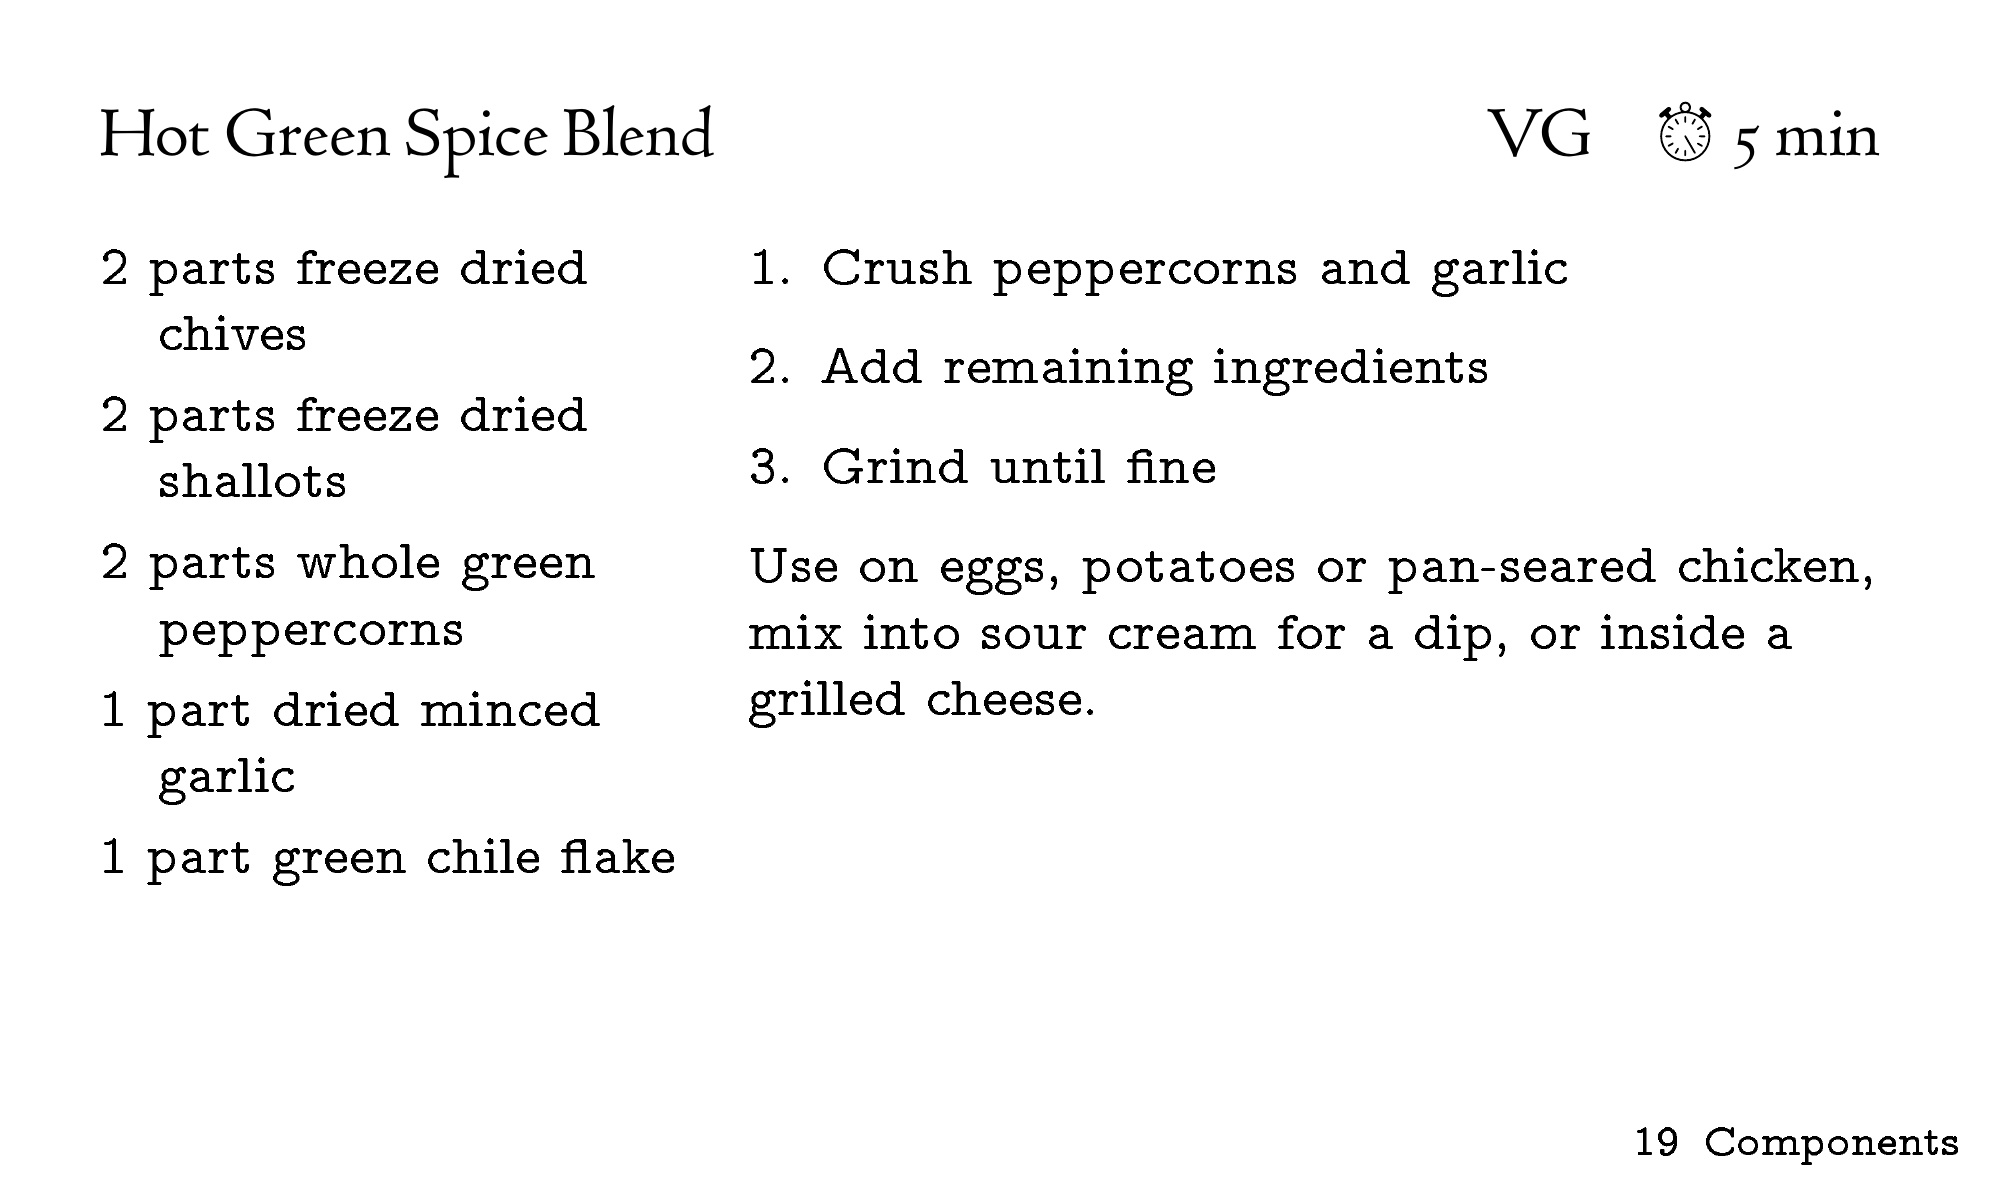 Hot Green Spice Blend
VG 5 min
2 parts freeze dried
chives
2 parts freeze dried
shallots
2 parts whole green
peppercorns
1 part dried minced
garlic
1 part green chile flake
1. Crush peppercorns and garlic
2. Add remaining ingredients
3. Grind until fine
Use on eggs, potatoes or pan-seared chicken,
mix into sour cream for a dip, or inside a
grilled cheese.
19 Components